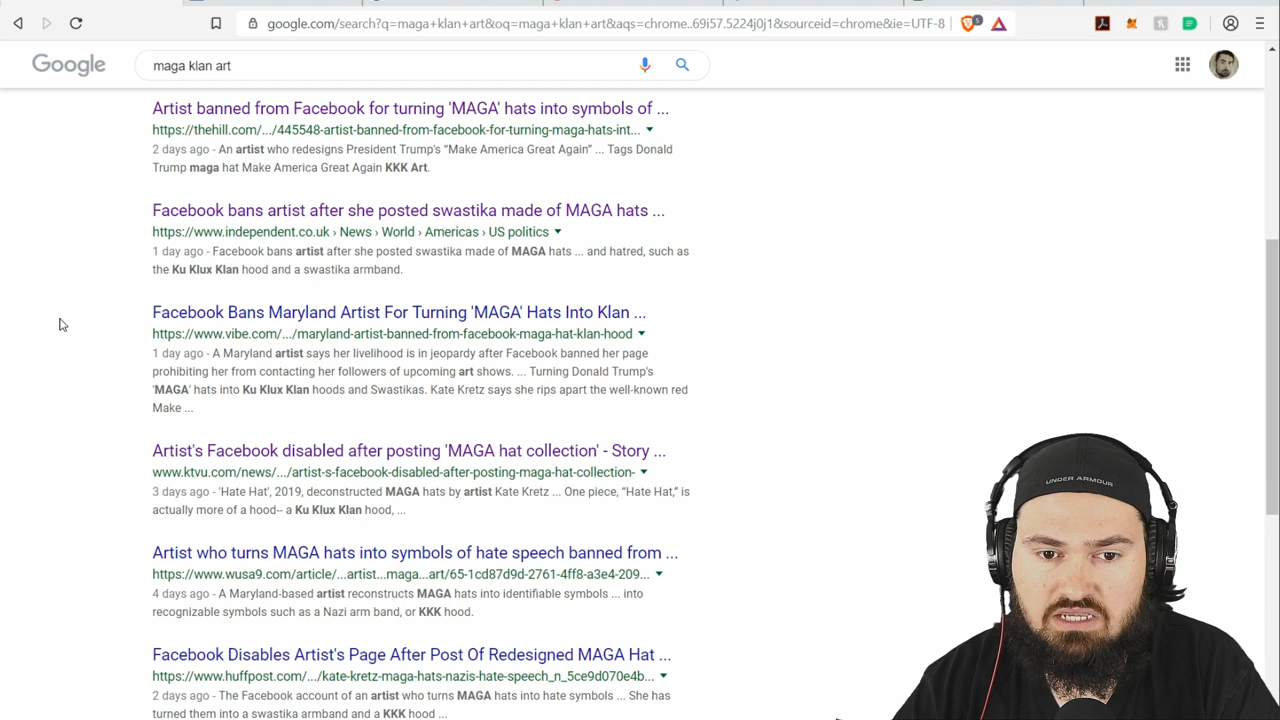 google.com/search?q=maga+klan+art&oq=maga+klan+art&aqs=chrome..69i57.5224j0j1&sourceid=chrome&ie=UTF-8
5
Google
maga klan art
Artist banned from Facebook for turning 'MAGA' hats into symbols of ...
https://thehill.com/.../445548-artist-banned-from-facebook-for-turning-maga-hats-int...
2 days ago - An artist who redesigns President Trump's “Make America Great Again” ... Tags Donald
Trump maga hat Make America Great Again KKK Art.
Facebook bans artist after she posted swastika made of MAGA hats ...
https://www.independent.co.uk › News › World › Americas › US politics
1 day ago - Facebook bans artist after she posted swastika made of MAGA hats ... and hatred, such as
the Ku Klux Klan hood and a swastika armband.
Facebook Bans Maryland Artist For Turning 'MAGA' Hats Into Klan ...
https://www.vibe.com/.../maryland-artist-banned-from-facebook-maga-hat-klan-hood
1 day ago - A Maryland artist says her livelihood is in jeopardy after Facebook banned her page
prohibiting her from contacting her followers of upcoming art shows. ... Turning Donald Trump's
'MAGA' hats into Ku Klux Klan hoods and Swastikas. Kate Kretz says she rips apart the well-known red
Make ...
Artist's Facebook disabled after posting 'MAGA hat collection' - Story ...
www.ktvu.com/news/.../artist-s-facebook-disabled-after-posting-maga-hat-collection-
3 days ago - 'Hate Hat', 2019, deconstructed MAGA hats by artist Kate Kretz ... One piece, “Hate Hat,” is
actually more of a hood-- a Ku Klux Klan hood, ...
Artist who turns MAGA hats into symbols of hate speech banned from ...
https://www.wusa9.com/article/...artist...maga...art/65-1cd87d9d-2761-4ff8-a3e4-209...
4 days ago - A Maryland-based artist reconstructs MAGA hats into identifiable symbols ... into
recognizable symbols such as a Nazi arm band, or KKK hood.
Facebook Disables Artist's Page After Post Of Redesigned MAGA Hat ...
https://www.huffpost.com/.../kate-kretz-maga-hats-nazis-hate-speech_n_5ce9d070e4b...
2 days ago - The Facebook account of an artist who turns MAGA hats into hate symbols ... She has
turned them into a swastika armband and a KKK hood ...
UNDER ARMOUR